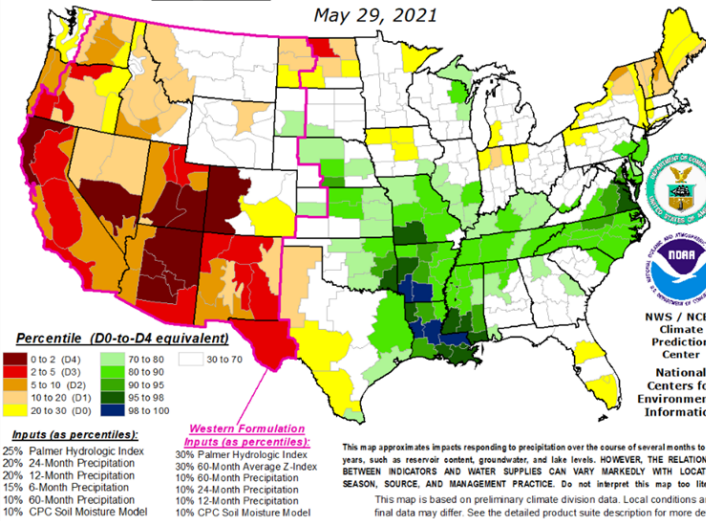 May 29, 2021
NOAA
NWS / NCE
Climate
Prediction
Center
National
Centers fo
Environmen
Informatic
Percentile (D0-to-D4 equivalent)
0 to 2 (D4)
2 to 5 (D3)
5 to 10 (D2)
10 to 20 (D1)
20 to 30 (D0)
70 to 80
80 to 90
90 to 95
95 to 98
98 to 100
30 to 70
Inputs (as percentiles):
25% Palmer Hydrologic Index
20% 24-Month Precipitation
20% 12-Month Precipitation
15% 6-Month Precipitation
10% 60-Month Precipitation
10% CPC Soil Moisture Model
Western Formulation
Inputs (as percentiles):
30% Palmer Hydrologic Index
30% 60-Month Average Z-Index
10% 60-Month Precipitation
10% 24-Month Precipitation
10% 12-Month Precipitation
10% CPC Soil Moisture Model
This map approximates impacts responding to precipitation over the course of several months to
years, such as reservoir content, groundwater, and lake levels. HOWEVER, THE RELATION
BETWEEN INDICATORS AND WATER SUPPLIES CAN VARY MARKEDLY WITH LOCAT
SEASON, SOURCE, AND MANAGEMENT PRACTICE. Do not interpret this map too lite
This map is based on preliminary climate division data. Local conditions a
final data may differ. See the detailed product suite description for more de